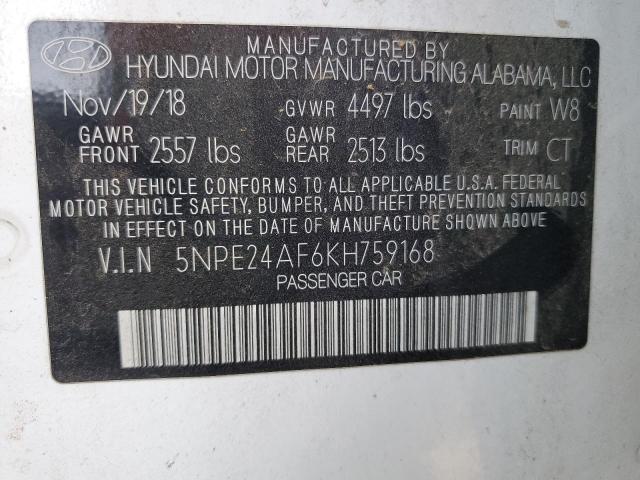 MANUFACTURED BY
HYUNDAI MOTOR MANUFACTURING ALABAMA, LLC
Nov/19/18 GVWR 4497 lbs PAINT W8
GAWR FRONT 2557 lbs GAWR REAR 2513 lbs TRIM CT
THIS VEHICLE CONFORMS TO ALL APPLICABLE U.S.A. FEDERAL
MOTOR VEHICLE SAFETY, BUMPER, AND THEFT PREVENTION STANDARDS
IN EFFECT ON THE DATE OF MANUFACTURE SHOWN ABOVE
V.I.N 5NPE24AF6KH759168
PASSENGER CAR